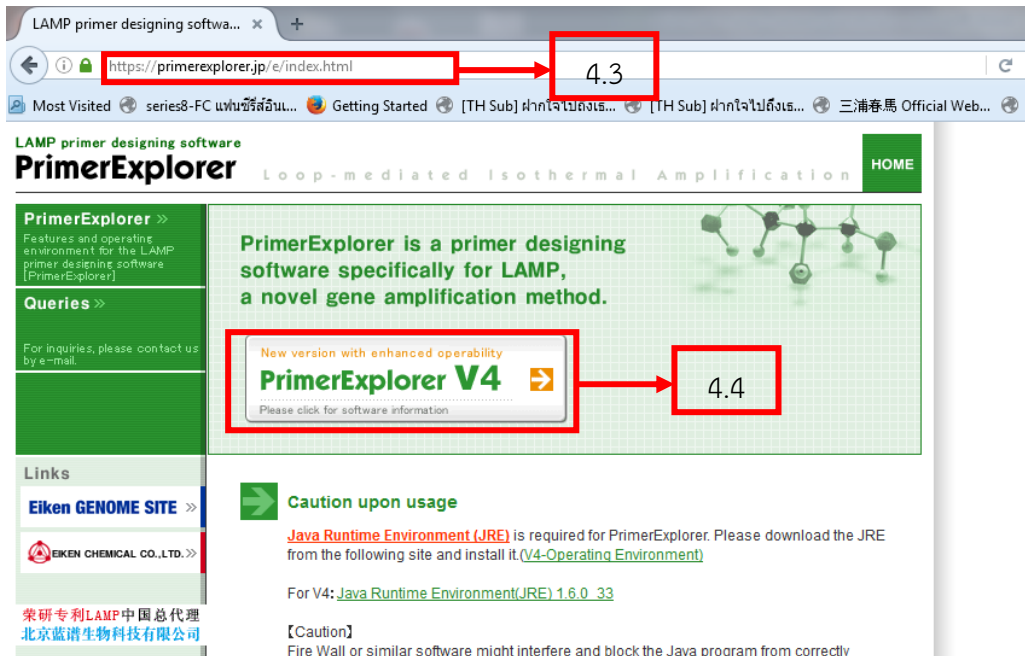 LAMP primer designing softwa... × +
https://primerexplorer.jp/e/index.html
4.3
Most Visited series8-FC แฟนซีรีส์อิน... Getting Started [TH Sub] ฝากใจไปถึงเธ... [TH Sub] ฝากใจไปถึงเธ... 三浦春馬 Official Web...
LAMP primer designing software
PrimerExplorer Loop-mediated Isothermal Amplification HOME
PrimerExplorer »
Features and operating
environment for the LAMP
primer designing software
[PrimerExplorer]
Queries »
For inquiries, please contact us
by e-mail.
PrimerExplorer is a primer designing
software specifically for LAMP,
a novel gene amplification method.
New version with enhanced operability
PrimerExplorer V4
Please click for software information
4.4
Links
Eiken GENOME SITE »
EIKEN CHEMICAL CO.,LTD. »
荣研专利LAMP中国总代理
北京蓝谱生物科技有限公司
Caution upon usage
Java Runtime Environment (JRE) is required for PrimerExplorer. Please download the JRE
from the following site and install it.(V4-Operating Environment)
For V4: Java Runtime Environment(JRE) 1.6.0_33
【Caution】
Fire Wall or similar software might interfere and block the Java program from correctly